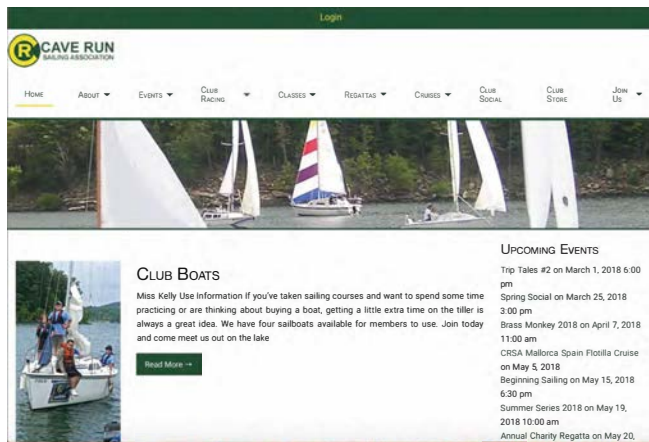 Login
R CAVE RUN
SAILING ASSOCIATION
HOME ABOUT EVENTS CLUB RACING CLASSES REGATTAS CRUISES CLUB SOCIAL CLUB STORE JOIN US
UPCOMING EVENTS
Trip Tales #2 on March 1, 2018 6:00
pm
Spring Social on March 25, 2018
3:00 pm
Brass Monkey 2018 on April 7, 2018
11:00 am
CRSA Mallorca Spain Flotilla Cruise
on May 5, 2018
Beginning Sailing on May 15, 2018
6:30 pm
Summer Series 2018 on May 19,
2018 10:00 am
Annual Charity Regatta on May 20,
CLUB BOATS
Miss Kelly Use Information If you've taken sailing courses and want to spend some time
practicing or are thinking about buying a boat, getting a little extra time on the tiller is
always a great idea. We have four sailboats available for members to use. Join today
and come meet us out on the lake
Read More →